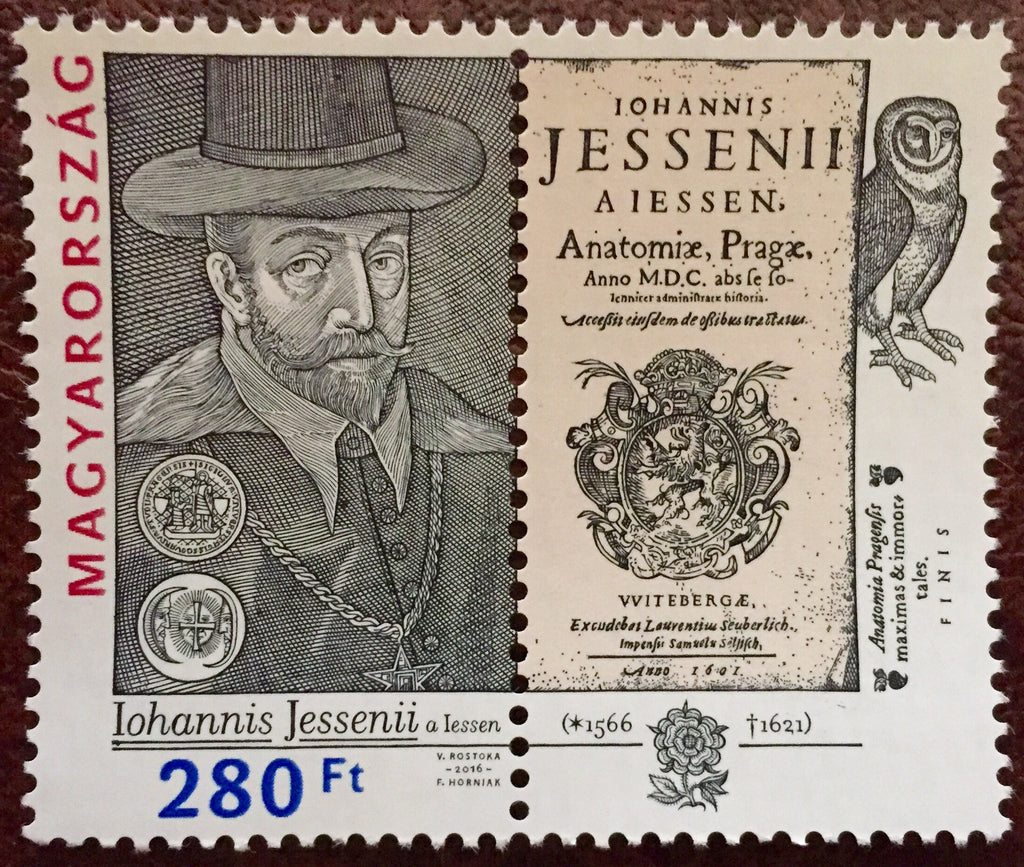 MAGYARORSZÁG
IOHANNIS
JESSENII
A IESSEN,
Anatomiæ, Pragæ,
Anno M.D.C. abs ſe ſo-
lenniter administratæ historia.
Accessit eiusdem de ossibus tractatus.
VVITEBERGÆ,
Excudebat Laurentius Seuberlich.,
Impensis Samuelis Selfisch,
ANNO 1601
Anatomia Pragensis
maximas & immor-
tales.
FINIS
Iohannis Jessenii a Iessen
(*1566 †1621)
V. ROSTOKA
-2016-
F. HORNIAK
280 Ft